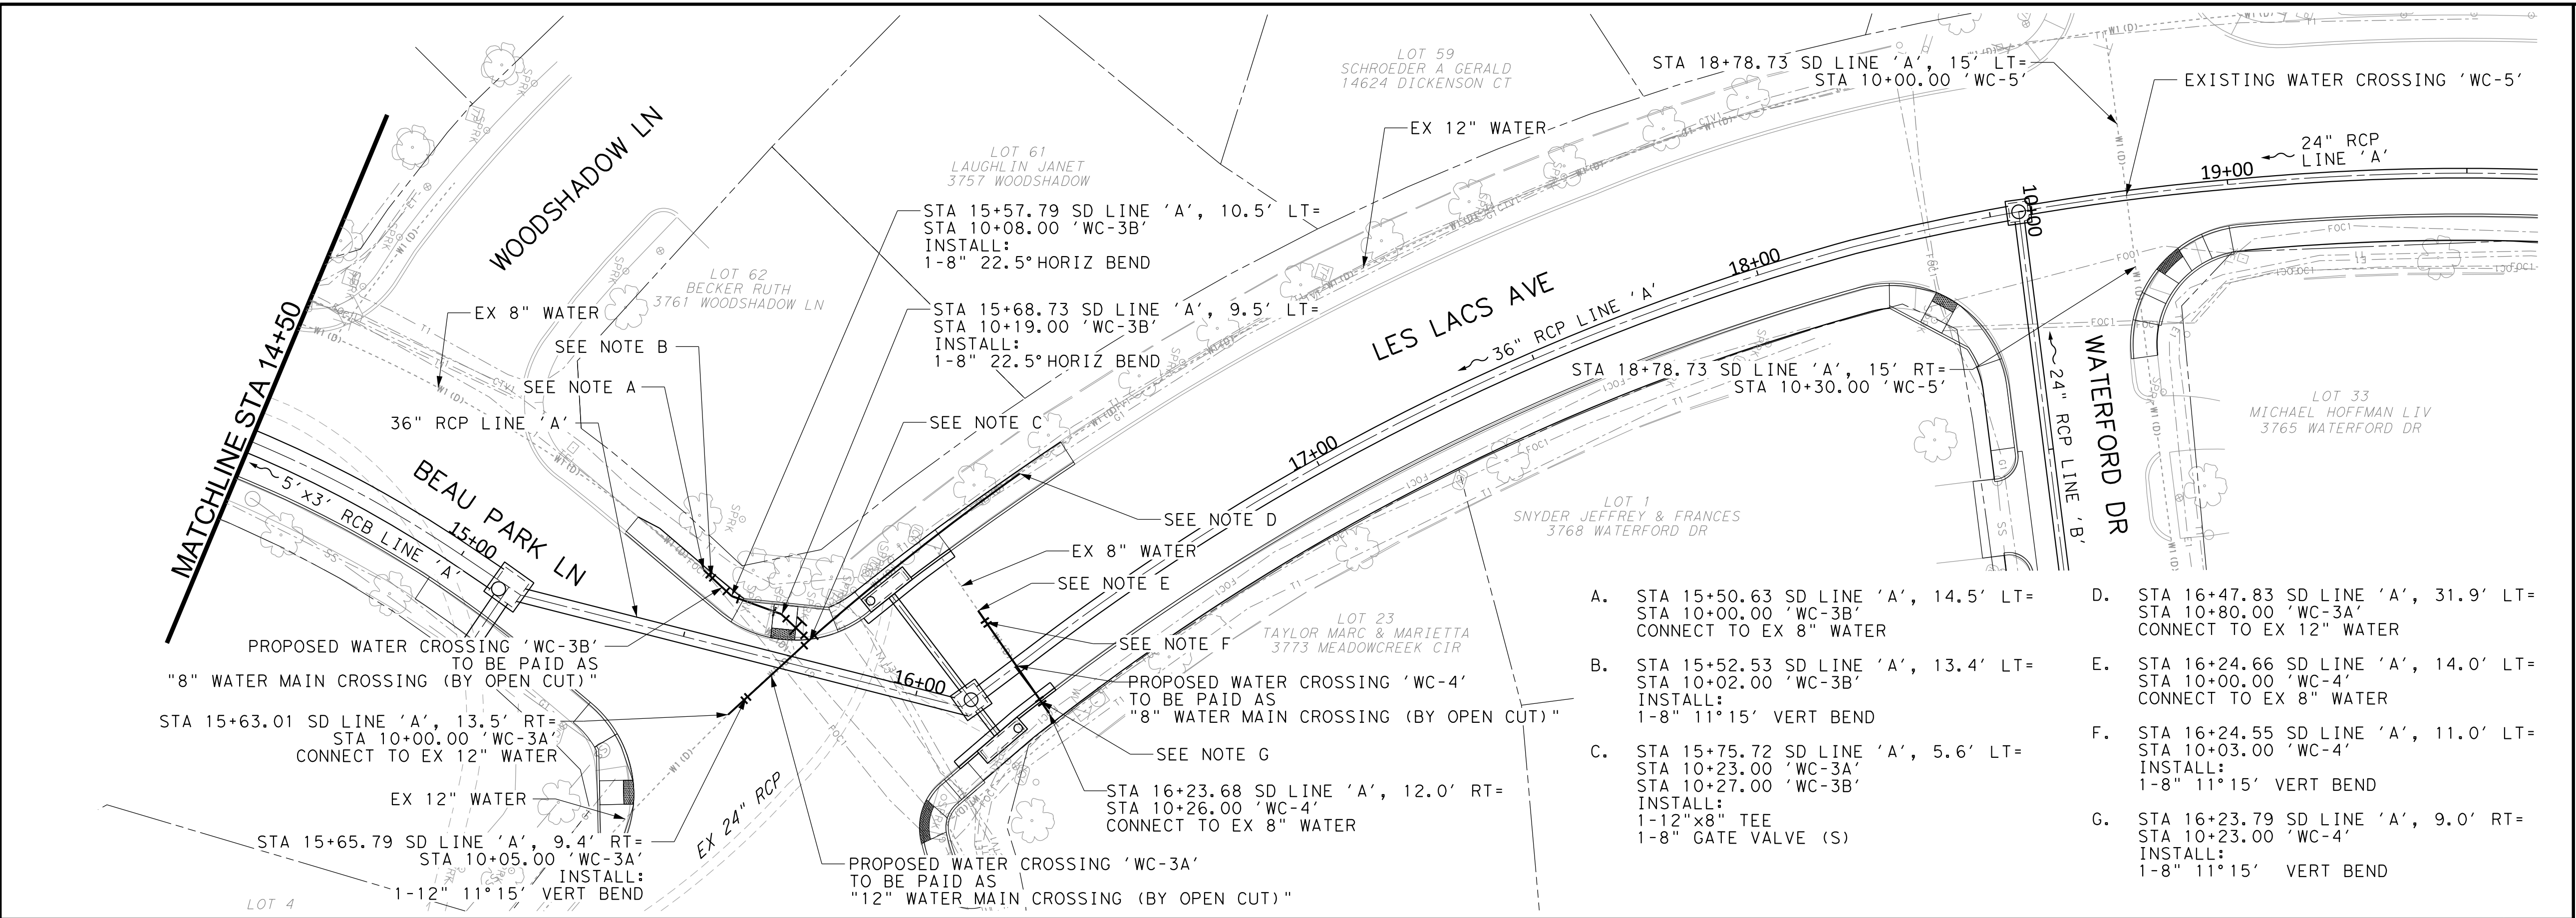 LOT 59
SCHROEDER A GERALD
14624 DICKENSON CT
STA 18+78.73 SD LINE 'A', 15' LT=
STA 10+00.00 'WC-5'
EXISTING WATER CROSSING 'WC-5'
EX 12" WATER
24" RCP
LINE 'A'
19+00
10+00
WOODSHADOW LN
LOT 61
LAUGHLIN JANET
3757 WOODSHADOW
STA 15+57.79 SD LINE 'A', 10.5' LT=
STA 10+08.00 'WC-3B'
INSTALL:
1-8" 22.5° HORIZ BEND
LOT 62
BECKER RUTH
3761 WOODSHADOW LN
STA 15+68.73 SD LINE 'A', 9.5' LT=
STA 10+19.00 'WC-3B'
INSTALL:
1-8" 22.5° HORIZ BEND
EX 8" WATER
SEE NOTE B
SEE NOTE A
36" RCP LINE 'A'
SEE NOTE C
LES LACS AVE
18+00
36" RCP LINE 'A'
17+00
STA 18+78.73 SD LINE 'A', 15' RT=
STA 10+30.00 'WC-5'
24" RCP LINE 'B'
WATERFORD DR
LOT 33
MICHAEL HOFFMAN LIV
3765 WATERFORD DR
MATCHLINE STA 14+50
5'x3' RCB LINE 'A'
15+00
BEAU PARK LN
SEE NOTE D
EX 8" WATER
SEE NOTE E
LOT 1
SNYDER JEFFREY & FRANCES
3768 WATERFORD DR
LOT 23
TAYLOR MARC & MARIETTA
3773 MEADOWCREEK CIR
SEE NOTE F
16+00
PROPOSED WATER CROSSING 'WC-3B'
TO BE PAID AS
"8" WATER MAIN CROSSING (BY OPEN CUT)"
PROPOSED WATER CROSSING 'WC-4'
TO BE PAID AS
"8" WATER MAIN CROSSING (BY OPEN CUT)"
STA 15+63.01 SD LINE 'A', 13.5' RT=
STA 10+00.00 'WC-3A'
CONNECT TO EX 12" WATER
SEE NOTE G
EX 12" WATER
EX 24" RCP
STA 16+23.68 SD LINE 'A', 12.0' RT=
STA 10+26.00 'WC-4'
CONNECT TO EX 8" WATER
STA 15+65.79 SD LINE 'A', 9.4' RT=
STA 10+05.00 'WC-3A'
INSTALL:
1-12" 11°15' VERT BEND
PROPOSED WATER CROSSING 'WC-3A'
TO BE PAID AS
"12" WATER MAIN CROSSING (BY OPEN CUT)"
LOT 4
A. STA 15+50.63 SD LINE 'A', 14.5' LT=
STA 10+00.00 'WC-3B'
CONNECT TO EX 8" WATER
B. STA 15+52.53 SD LINE 'A', 13.4' LT=
STA 10+02.00 'WC-3B'
INSTALL:
1-8" 11°15' VERT BEND
C. STA 15+75.72 SD LINE 'A', 5.6' LT=
STA 10+23.00 'WC-3A'
STA 10+27.00 'WC-3B'
INSTALL:
1-12"x8" TEE
1-8" GATE VALVE (S)
D. STA 16+47.83 SD LINE 'A', 31.9' LT=
STA 10+80.00 'WC-3A'
CONNECT TO EX 12" WATER
E. STA 16+24.66 SD LINE 'A', 14.0' LT=
STA 10+00.00 'WC-4'
CONNECT TO EX 8" WATER
F. STA 16+24.55 SD LINE 'A', 11.0' LT=
STA 10+03.00 'WC-4'
INSTALL:
1-8" 11°15' VERT BEND
G. STA 16+23.79 SD LINE 'A', 9.0' RT=
STA 10+23.00 'WC-4'
INSTALL:
1-8" 11°15' VERT BEND